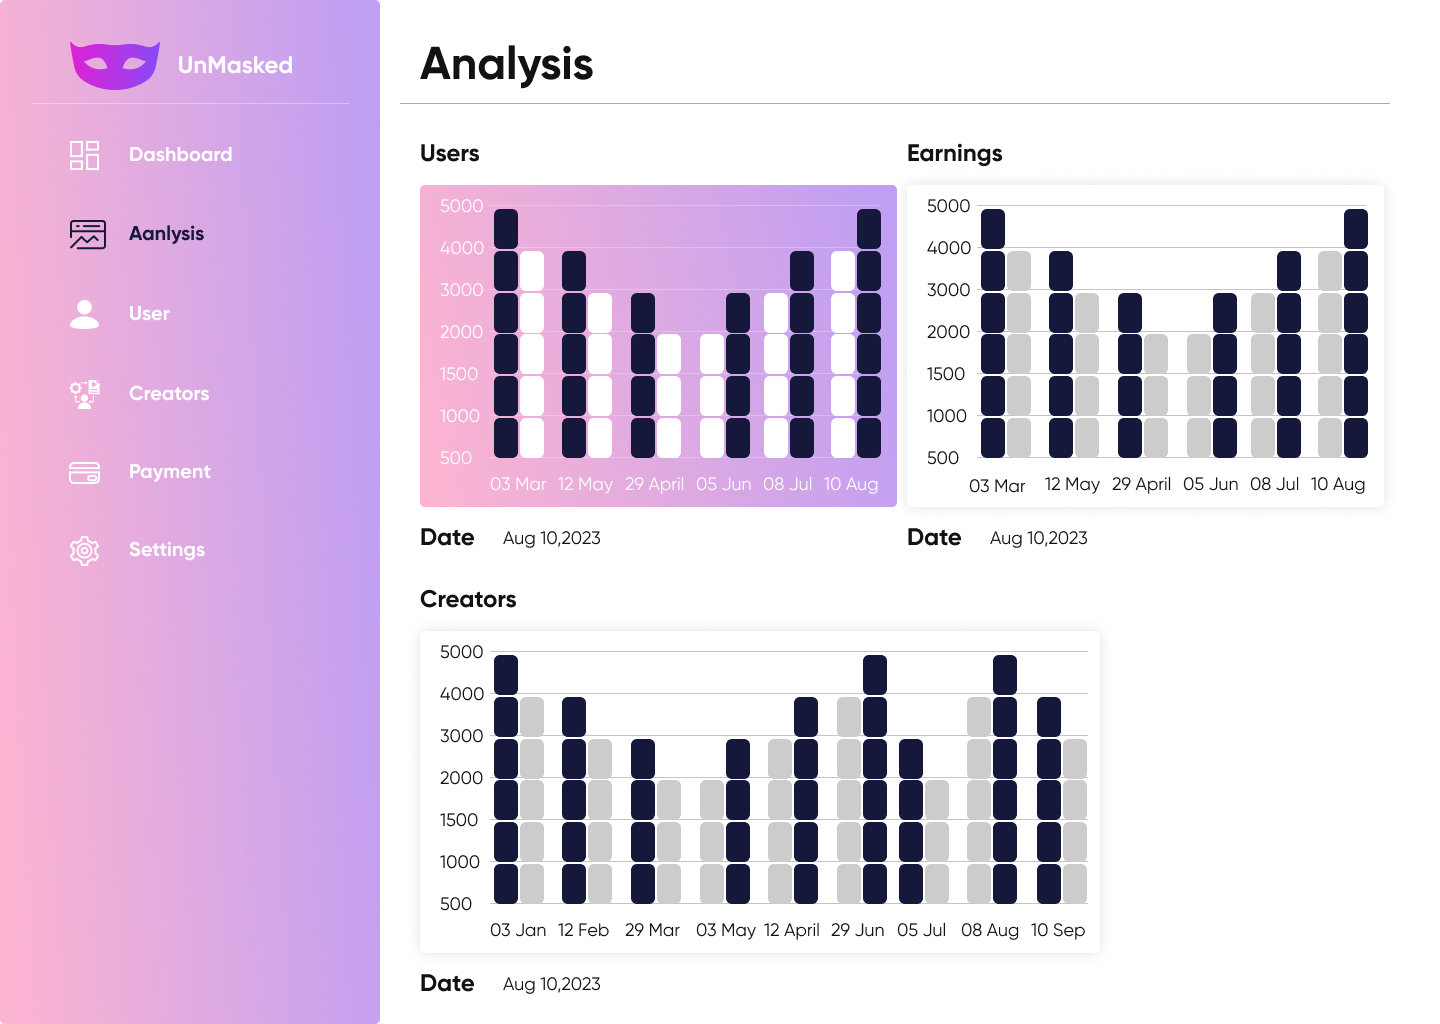 UnMasked
Dashboard
Aanlysis
User
Creators
Payment
Settings
Analysis
Users
5000
4000
3000
2000
1500
1000
500
03 Mar 12 May 29 April 05 Jun 08 Jul 10 Aug
Date Aug 10,2023
Earnings
5000
4000
3000
2000
1500
1000
500
03 Mar 12 May 29 April 05 Jun 08 Jul 10 Aug
Date Aug 10,2023
Creators
5000
4000
3000
2000
1500
1000
500
03 Jan 12 Feb 29 Mar 03 May 12 April 29 Jun 05 Jul 08 Aug 10 Sep
Date Aug 10,2023